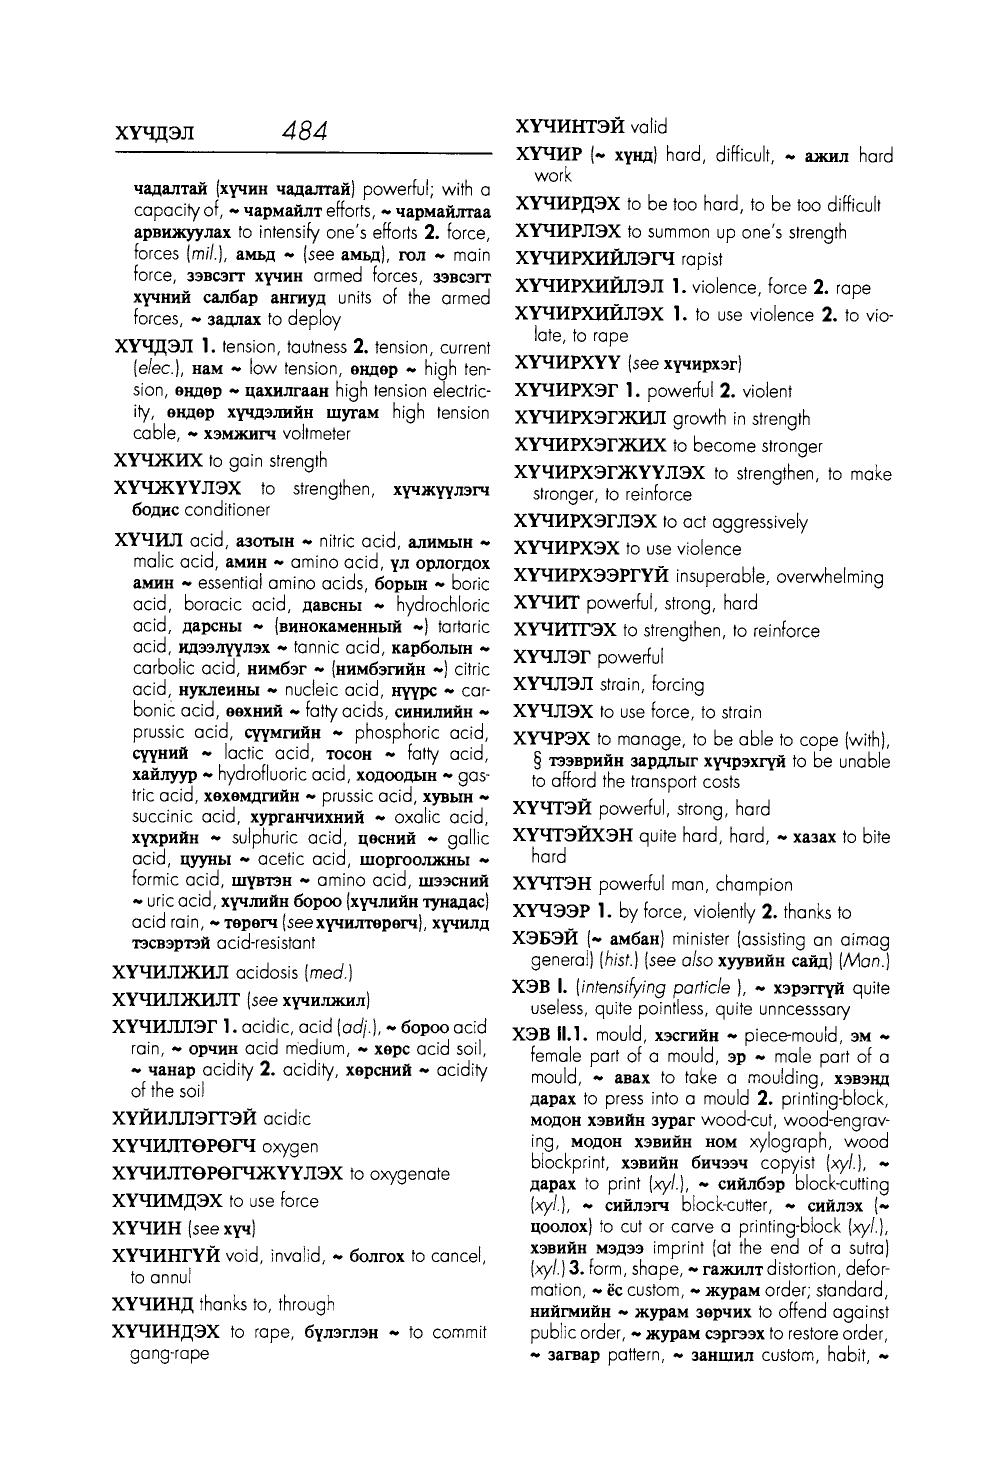 ХҮЧДЭЛ 484
чадалтай (хүчин чадалтай) powerful; with a
capacity of, ~ чармайлт efforts, ~ чармайлтаа
арвижуулах to intensify one's efforts 2. force,
forces (mil.), амьд ~ (see амьд), гол ~ main
force, зэвсэгт хүчин armed forces, зэвсэгт
хүчний салбар ангиуд units of the armed
forces, ~ задлах to deploy
ХҮЧДЭЛ 1. tension, tautness 2. tension, current
(elec.), нам ~ low tension, өндөр ~ high ten-
sion, өндөр ~ цахилгаан high tension electric-
ity, өндөр хүчдэлийн шугам high tension
cable, ~ хэмжигч voltmeter
ХҮЧЖИХ to gain strength
ХҮЧЖҮҮЛЭХ to strengthen, хүчжүүлэгч
бодис conditioner
ХҮЧИЛ acid, азотын ~ nitric acid, алимын ~
malic acid, амин ~ amino acid, үл орлогдох
амин ~ essential amino acids, борын ~ boric
acid, boracic acid, давсны ~ hydrochloric
acid, дарсны ~ (винокаменный ~) tartaric
acid, идээлүүлэх ~ tannic acid, карболын ~
carbolic acid, нимбэг ~ (нимбэгийн ~) citric
acid, нуклеины ~ nucleic acid, нүүрс ~ car-
bonic acid, өөхний ~ fatty acids, синилийн ~
prussic acid, сүүмгийн ~ phosphoric acid,
сүүний ~ lactic acid, тосон ~ fatty acid,
хайлуур ~ hydrofluoric acid, ходоодын ~ gas-
tric acid, хөхөмдгийн ~ prussic acid, хувын ~
succinic acid, хурганчихний ~ oxalic acid,
хүхрийн ~ sulphuric acid, цөсний ~ gallic
acid, цууны ~ acetic acid, шоргоолжны ~
formic acid, шүвтэн ~ amino acid, шээсний
~ uric acid, хүчлийн бороо (хүчлийн тунадас)
acid rain, ~ төрөгч (see хүчилтөрөгч), хүчилд
тэсвэртэй acid-resistant
ХҮЧИЛЖИЛ acidosis (med.)
ХҮЧИЛЖИЛТ (see хүчилжил)
ХҮЧИЛЛЭГ 1. acidic, acid (adj.), ~ бороо acid
rain, ~ орчин acid medium, ~ хөрс acid soil,
~ чанар acidity 2. acidity, хөрсний ~ acidity
of the soil
ХҮЙИЛЛЭГТЭЙ acidic
ХҮЧИЛТӨРӨГЧ oxygen
ХҮЧИЛТӨРӨГЧЖҮҮЛЭХ to oxygenate
ХҮЧИМДЭХ to use force
ХҮЧИН (see хүч)
ХҮЧИНГҮЙ void, invalid, ~ болгох to cancel,
to annul
ХҮЧИНД thanks to, through
ХҮЧИНДЭХ to rape, бүлэглэн ~ to commit
gang-rape
ХҮЧИНТЭЙ valid
ХҮЧИР (~ хүнд) hard, difficult, ~ ажил hard
work
ХҮЧИРДЭХ to be too hard, to be too difficult
ХҮЧИРЛЭХ to summon up one's strength
ХҮЧИРХИЙЛЭГЧ rapist
ХҮЧИРХИЙЛЭЛ 1. violence, force 2. rape
ХҮЧИРХИЙЛЭХ 1. to use violence 2. to vio-
late, to rape
ХҮЧИРХҮҮ (see хүчирхэг)
ХҮЧИРХЭГ 1. powerful 2. violent
ХҮЧИРХЭГЖИЛ growth in strength
ХҮЧИРХЭГЖИХ to become stronger
ХҮЧИРХЭГЖҮҮЛЭХ to strengthen, to make
stronger, to reinforce
ХҮЧИРХЭГЛЭХ to act aggressively
ХҮЧИРХЭХ to use violence
ХҮЧИРХЭЭРГҮЙ insuperable, overwhelming
ХҮЧИТ powerful, strong, hard
ХҮЧИТГЭХ to strengthen, to reinforce
ХҮЧЛЭГ powerful
ХҮЧЛЭЛ strain, forcing
ХҮЧЛЭХ to use force, to strain
ХҮЧРЭХ to manage, to be able to cope (with),
§ тээврийн зардлыг хүчрэхгүй to be unable
to afford the transport costs
ХҮЧТЭЙ powerful, strong, hard
ХҮЧТЭЙХЭН quite hard, hard, ~ хазах to bite
hard
ХҮЧТЭН powerful man, champion
ХҮЧЭЭР 1. by force, violently 2. thanks to
ХЭБЭЙ (~ амбан) minister (assisting an aimag
general) (hist.) (see also хуувийн сайд) (Man.)
ХЭВ I. (intensifying particle ), ~ хэрэггүй quite
useless, quite pointless, quite unncesssary
ХЭВ II.1. mould, хэсгийн ~ piece-mould, эм ~
female part of a mould, эр ~ male part of a
mould, ~ авах to take a moulding, хэвэнд
дарах to press into a mould 2. printing-block,
модон хэвийн зураг wood-cut, wood-engrav-
ing, модон хэвийн ном xylograph, wood
blockprint, хэвийн бичээч copyist (xyl.), ~
дарах to print (xyl.), ~ сийлбэр block-cutting
(xyl.), ~ сийлэгч block-cutter, ~ сийлэх (~
цоолох) to cut or carve a printing-block (xyl.),
хэвийн мэдээ imprint (at the end of a sutra)
(xyl.) 3. form, shape, ~ гажилт distortion, defor-
mation, ~ ёс custom, ~ журам order; standard,
нийгмийн ~ журам зөрчих to offend against
public order, ~ журам сэргээх to restore order,
~ загвар pattern, ~ заншил custom, habit, ~